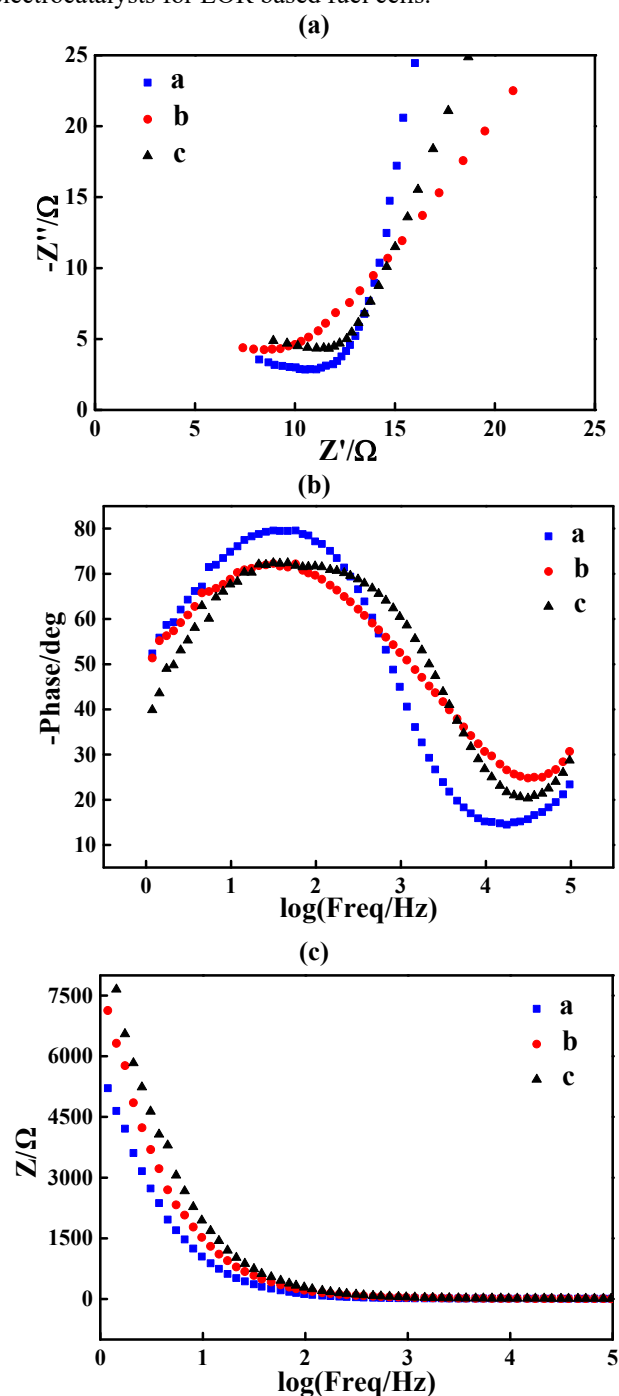 electrocatalysts for EOR based fuel cells.
(a)
25
a
b
20
c
15
-Z''/Ω
10
5
0
0 5 10 15 20 25
Z'/Ω
(b)
80
a
70
b
60
c
50
-Phase/deg
40
30
20
10
0 1 2 3 4 5
log(Freq/Hz)
(c)
7500
a
b
6000
c
4500
Z/Ω
3000
1500
0
0 1 2 3 4 5
log(Freq/Hz)